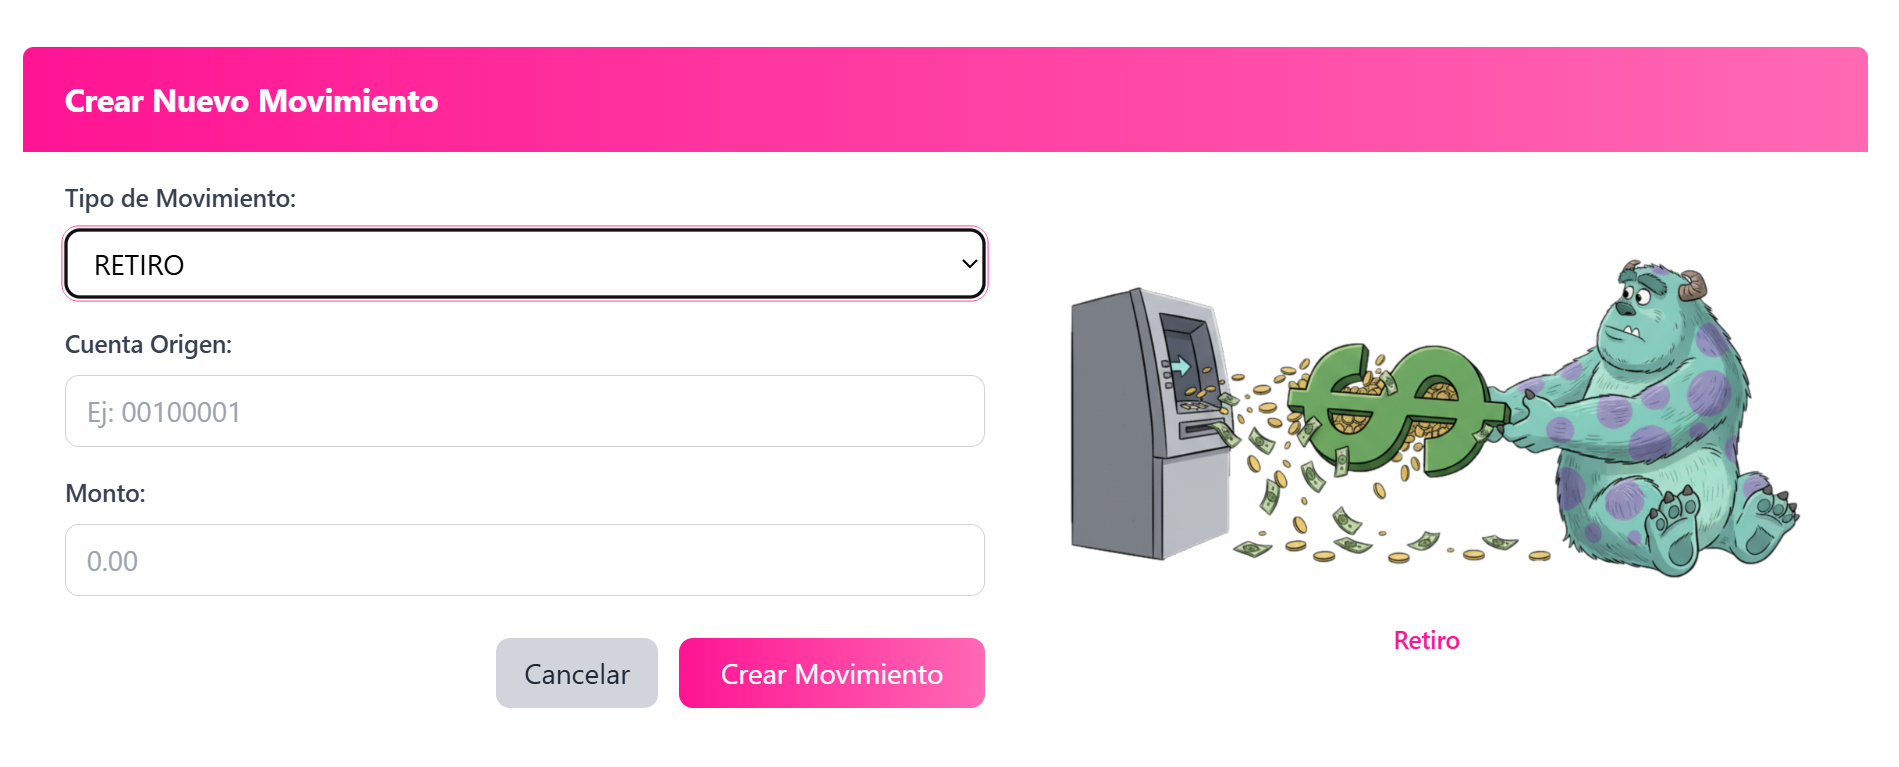 Crear Nuevo Movimiento
Tipo de Movimiento:
RETIRO
Cuenta Origen:
Ej: 00100001
Monto:
0.00
Cancelar
Crear Movimiento
Retiro